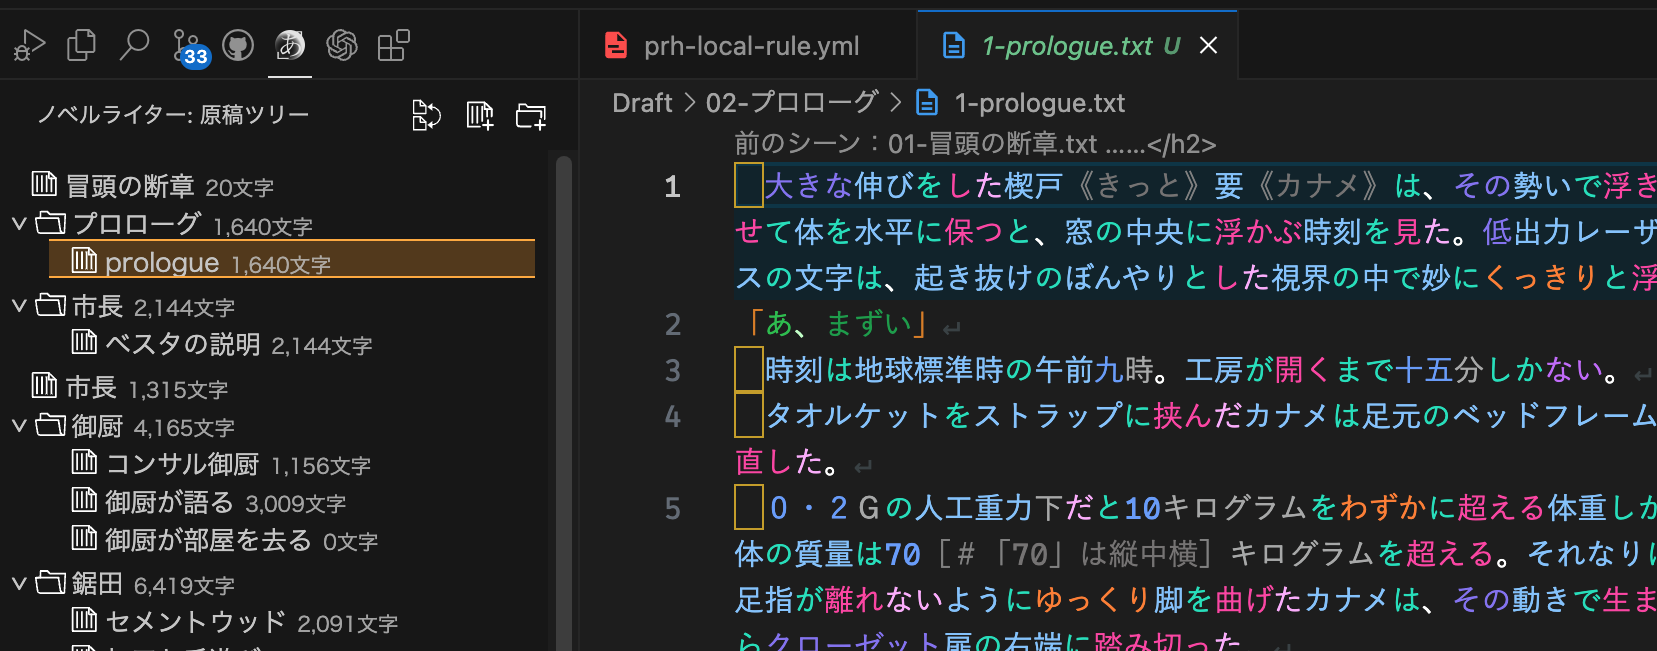 33
あ
ノベルライター: 原稿ツリー
冒頭の断章 20文字
プロローグ 1,640文字
prologue 1,640文字
市長 2,144文字
ベスタの説明 2,144文字
市長 1,315文字
御厨 4,165文字
コンサル御厨 1,156文字
御厨が語る 3,009文字
御厨が部屋を去る 0文字
鋸田 6,419文字
セメントウッド 2,091文字
prh-local-rule.yml
1-prologue.txt U
Draft > 02-プロローグ > 1-prologue.txt
前のシーン：01-冒頭の断章.txt ......</h2>
1 大きな伸びをした楔戸《きっと》要《カナメ》は、その勢いで浮き
せて体を水平に保つと、窓の中央に浮かぶ時刻を見た。低出力レーザ
スの文字は、起き抜けのぼんやりとした視界の中で妙にくっきりと浮
2 「あ、まずい」↵
3 時刻は地球標準時の午前九時。工房が開くまで十五分しかない。↵
4 タオルケットをストラップに挟んだカナメは足元のベッドフレーム
直した。↵
5 ０・２Ｇの人工重力下だと10キログラムをわずかに超える体重しか
体の質量は70［＃「70」は縦中横］キログラムを超える。それなりに
足指が離れないようにゆっくり脚を曲げたカナメは、その動きで生ま
らクローゼット扉の右端に踏み切った。↵